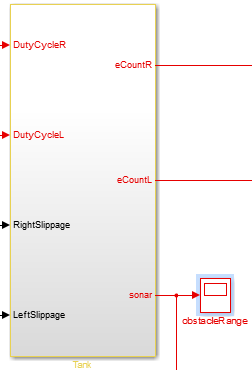 DutyCycleR
eCountR
DutyCycleL
eCountL
RightSlippage
sonar
LeftSlippage
obstacleRange
Tank